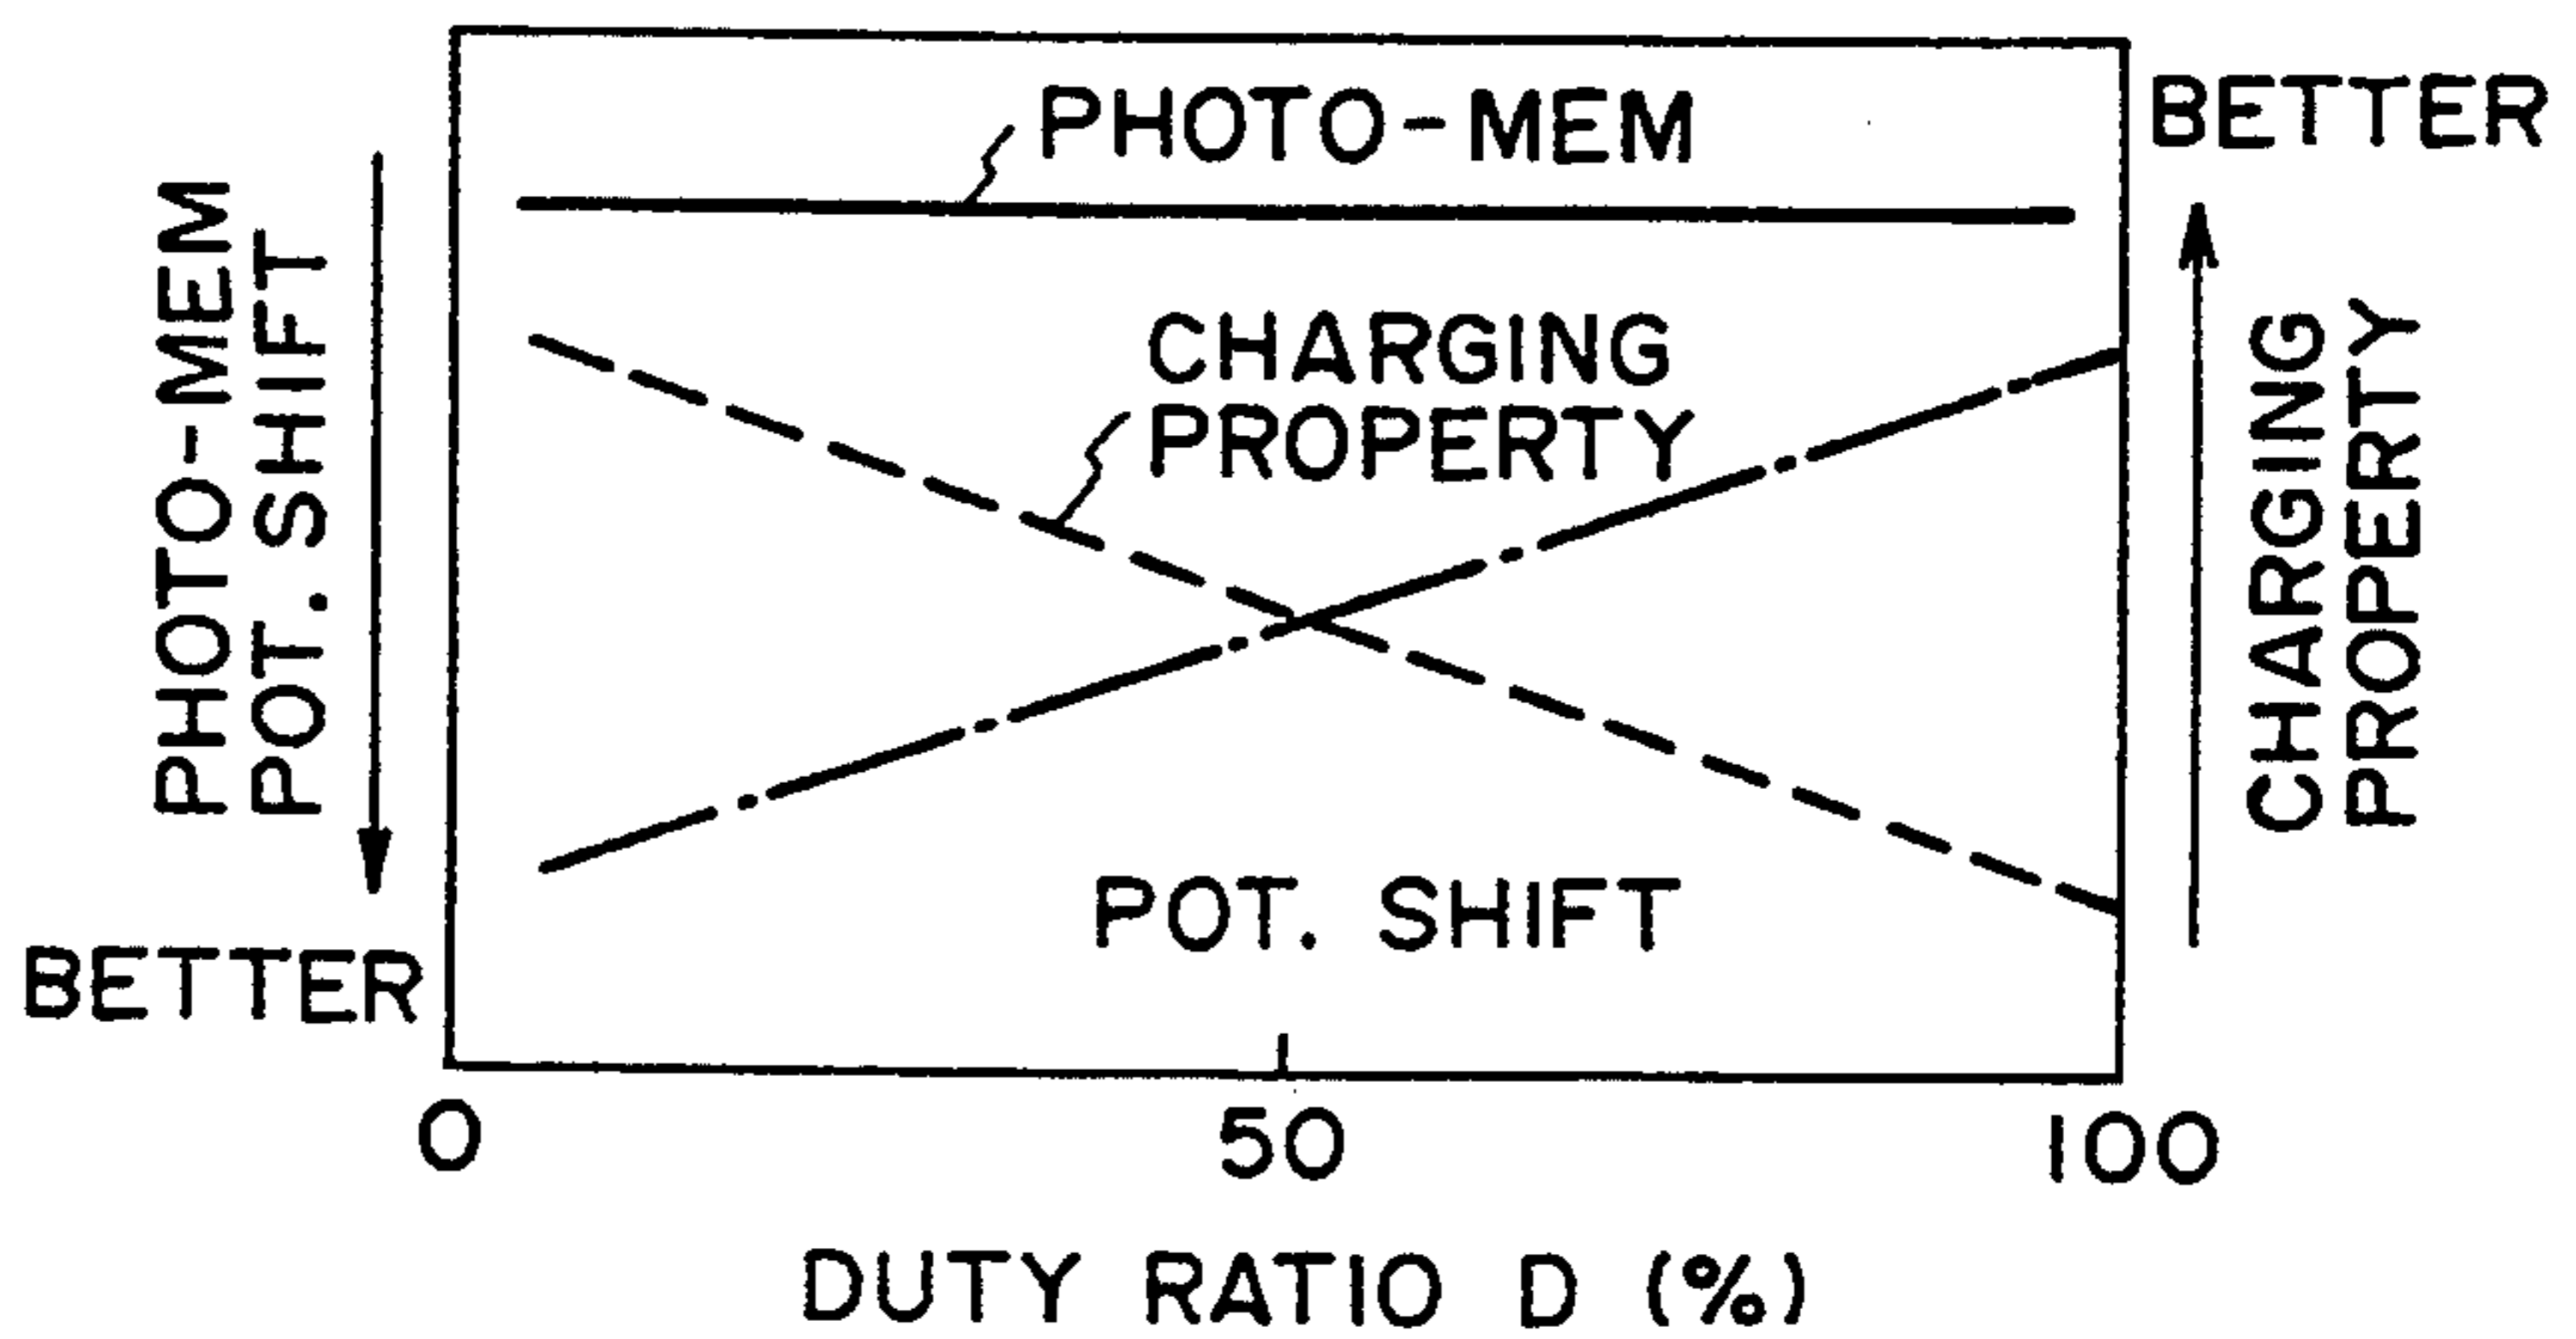 PHOTO-MEM
BETTER
PHOTO-MEM
POT. SHIFT
CHARGING
PROPERTY
CHARGING
PROPERTY
POT. SHIFT
BETTER
0 50 100
DUTY RATIO D (%)